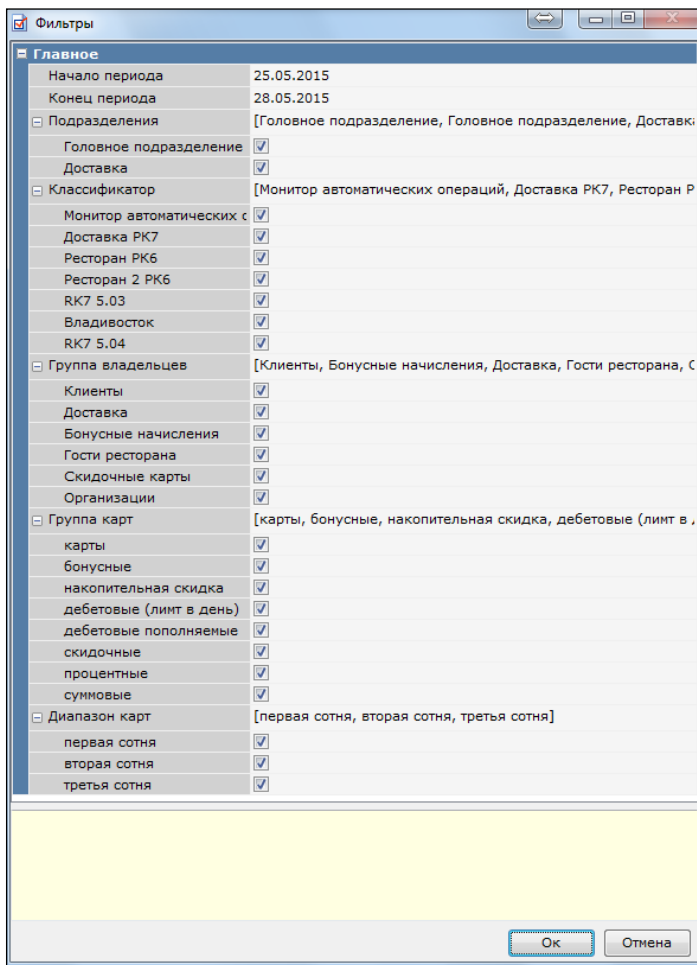 Фильтры
Главное
Начало периода 25.05.2015
Конец периода 28.05.2015
Подразделения [Головное подразделение, Головное подразделение, Доставка
Головное подразделение
Доставка
Классификатор [Монитор автоматических операций, Доставка РК7, Ресторан Р
Монитор автоматических с
Доставка РК7
Ресторан РК6
Ресторан 2 РК6
RK7 5.03
Владивосток
RK7 5.04
Группа владельцев [Клиенты, Бонусные начисления, Доставка, Гости ресторана, С
Клиенты
Доставка
Бонусные начисления
Гости ресторана
Скидочные карты
Организации
Группа карт [карты, бонусные, накопительная скидка, дебетовые (лимт в д
карты
бонусные
накопительная скидка
дебетовые (лимт в день)
дебетовые пополняемые
скидочные
процентные
суммовые
Диапазон карт [первая сотня, вторая сотня, третья сотня]
первая сотня
вторая сотня
третья сотня
Ок Отмена